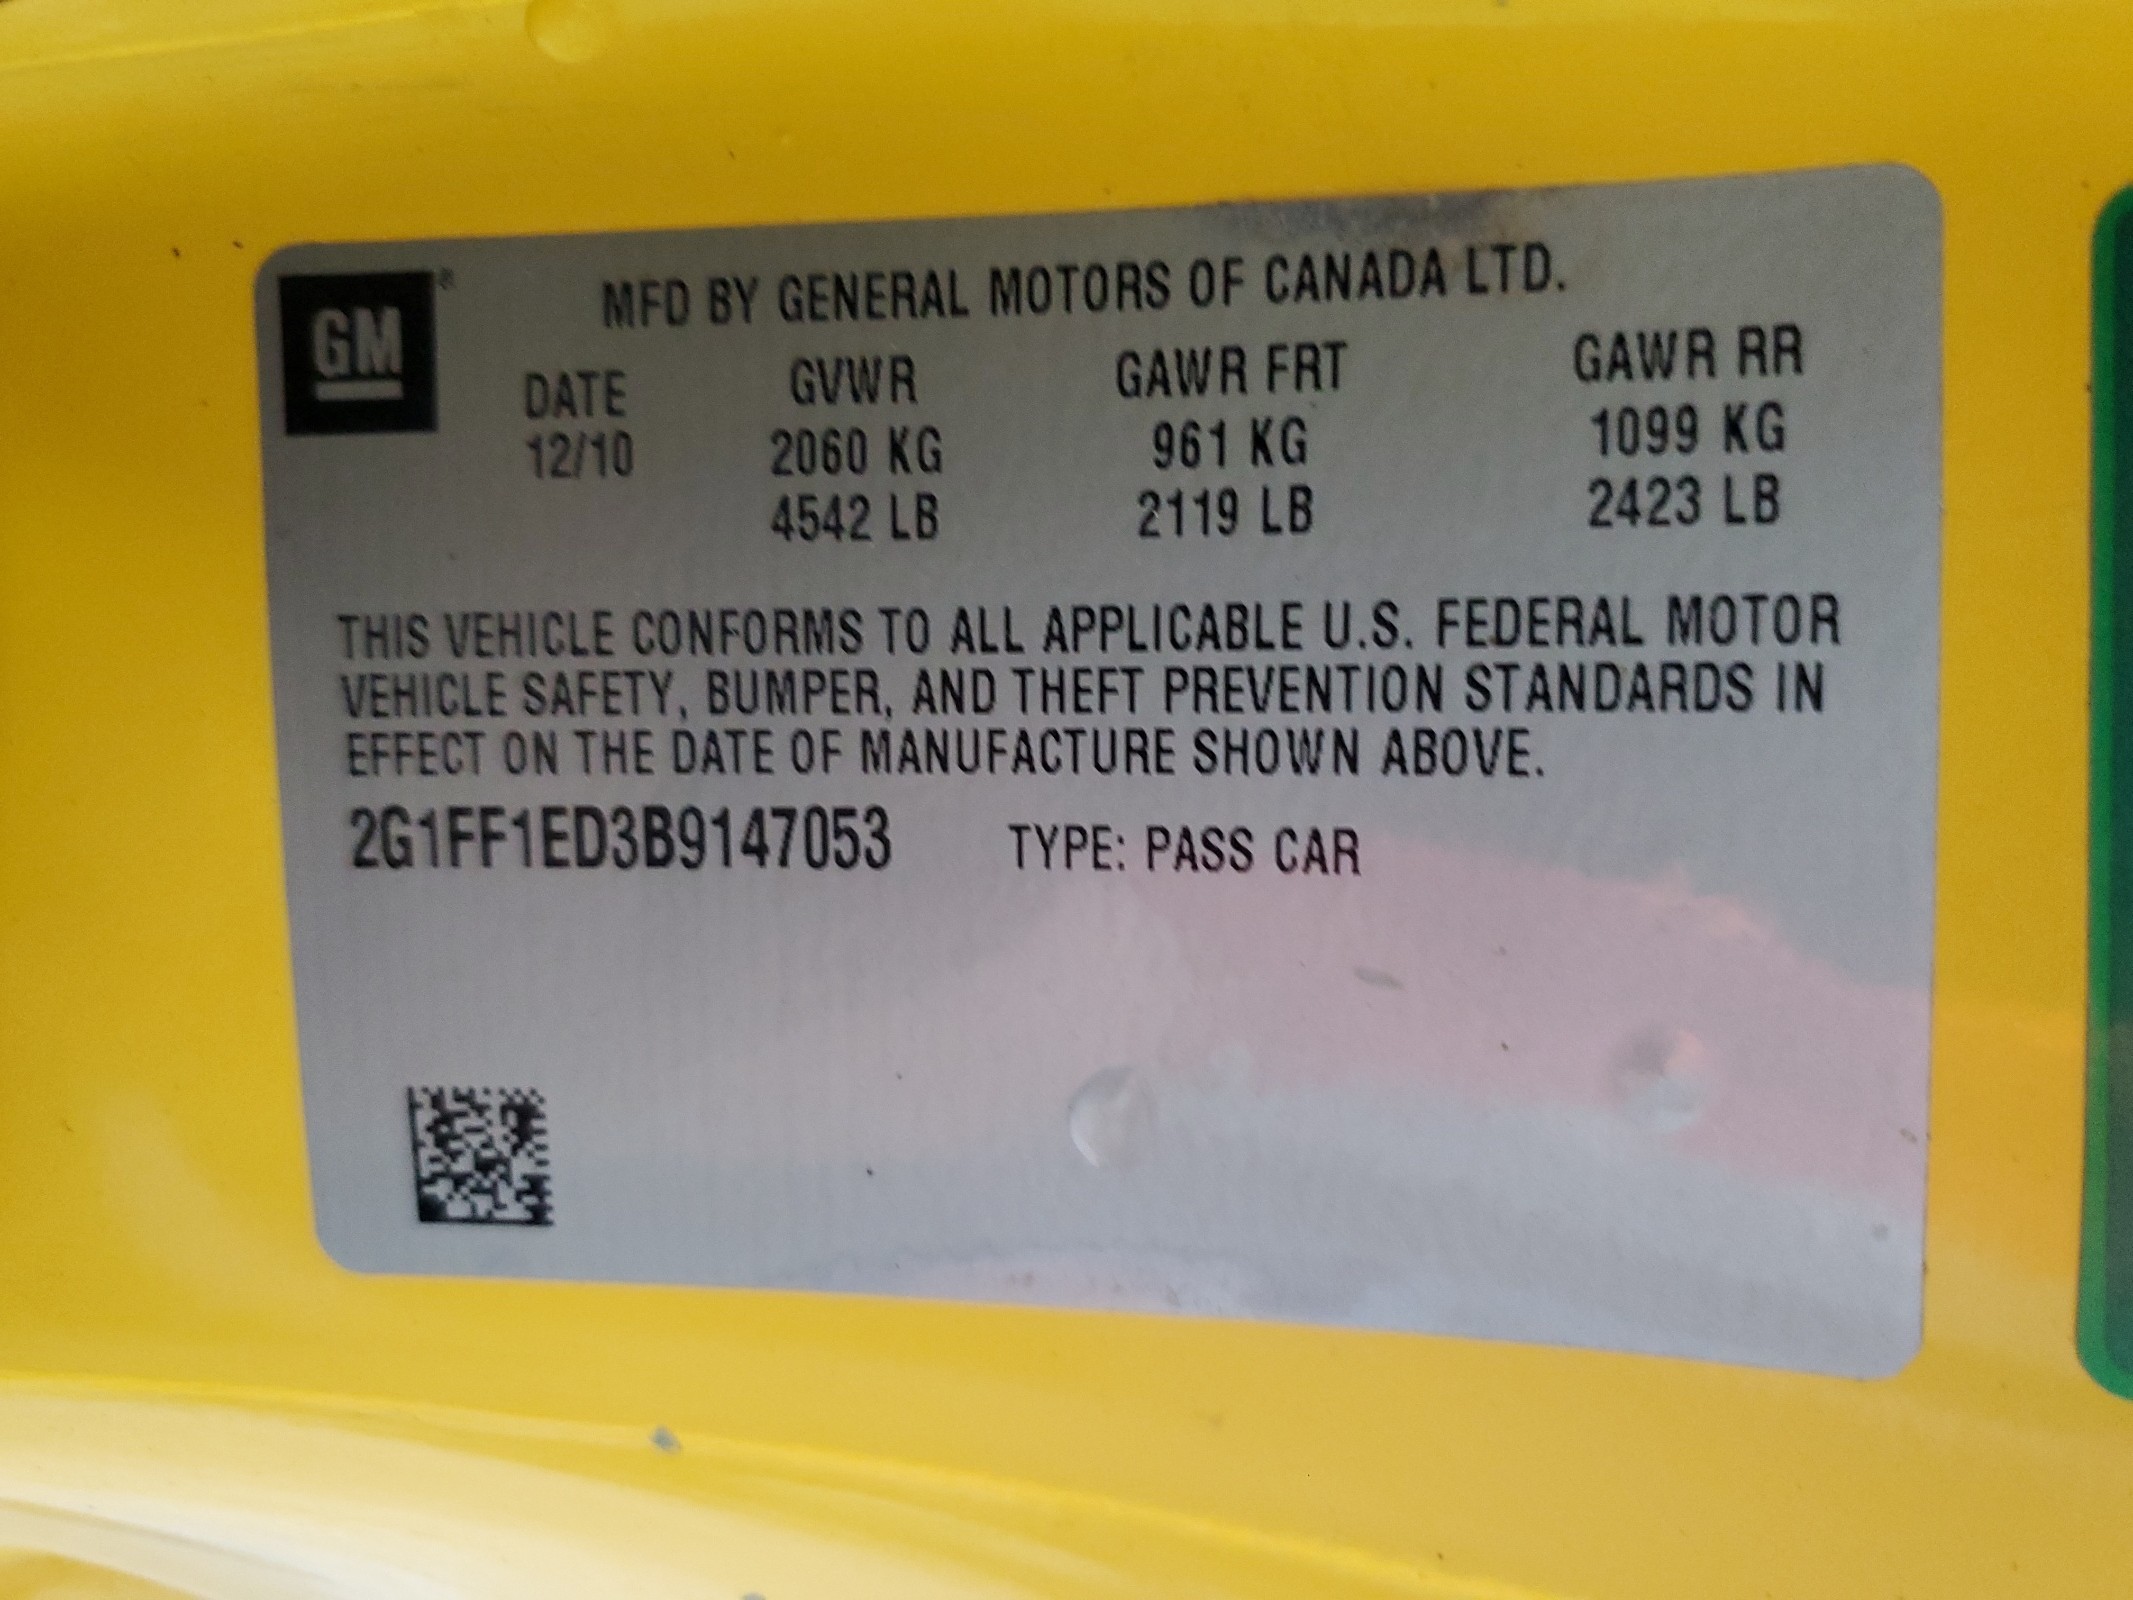 GM ®
MFD BY GENERAL MOTORS OF CANADA LTD.
DATE GVWR GAWR FRT GAWR RR
12/10 2060 KG 961 KG 1099 KG
4542 LB 2119 LB 2423 LB
THIS VEHICLE CONFORMS TO ALL APPLICABLE U.S. FEDERAL MOTOR
VEHICLE SAFETY, BUMPER, AND THEFT PREVENTION STANDARDS IN
EFFECT ON THE DATE OF MANUFACTURE SHOWN ABOVE.
2G1FF1ED3B9147053 TYPE: PASS CAR